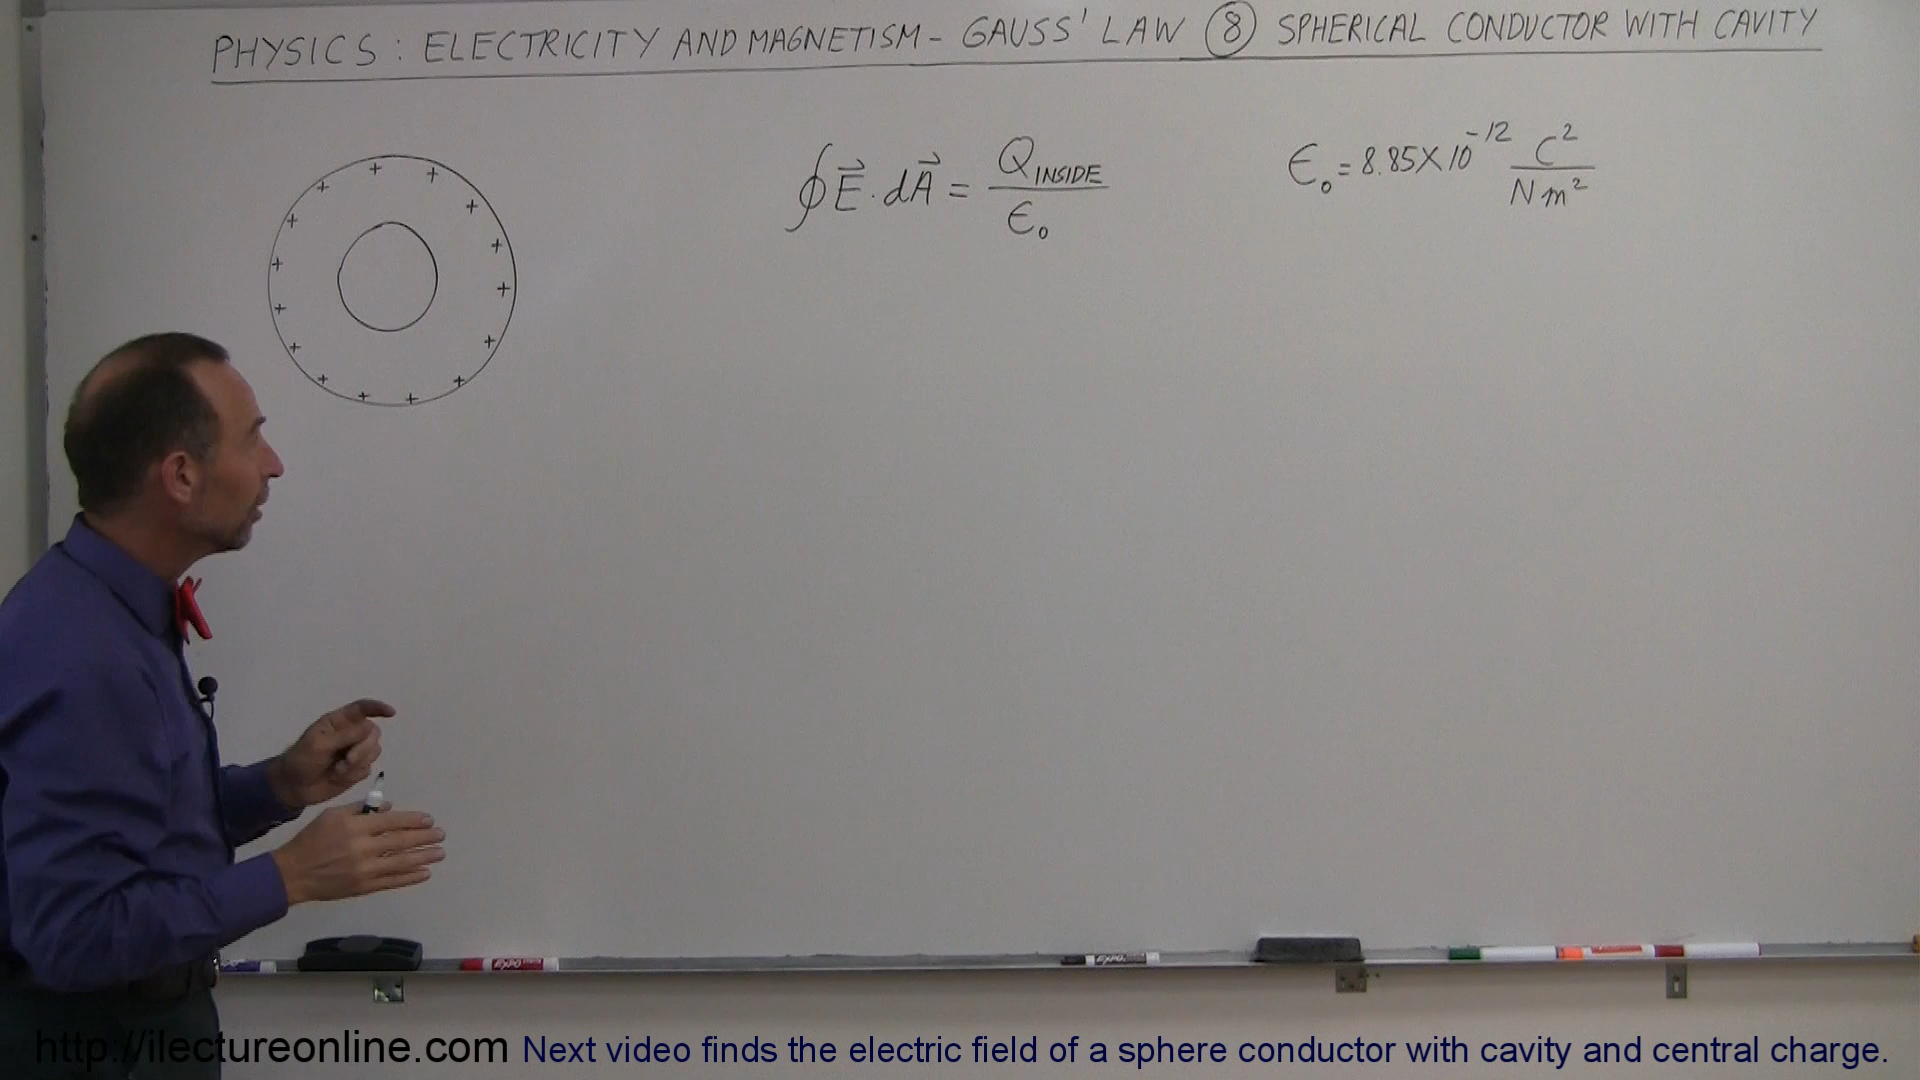 PHYSICS: ELECTRICITY AND MAGNETISM - GAUSS' LAW ⑧ SPHERICAL CONDUCTOR WITH CAVITY
∮E⃗·dA⃗ = Q_INSIDE / ϵ₀
ϵ₀ = 8.85 X 10⁻¹² C² / N m²
http://ilectureonline.com Next video finds the electric field of a sphere conductor with cavity and central charge.